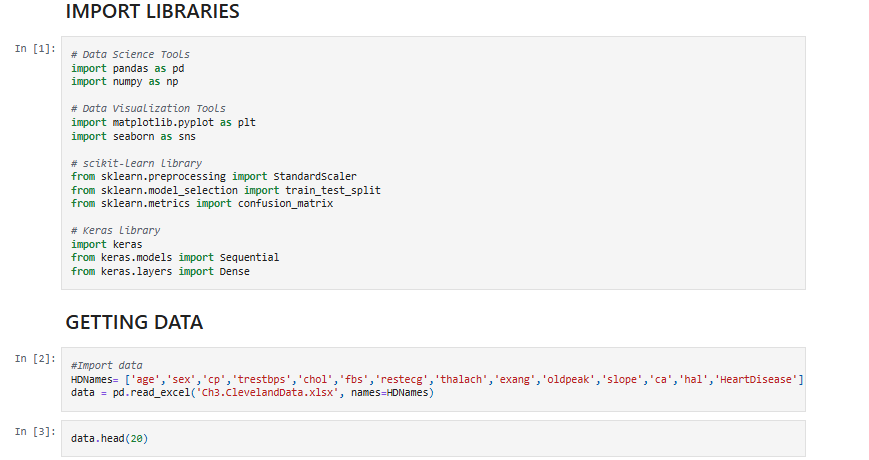 IMPORT LIBRARIES
In [1]:
# Data Science Tools
import pandas as pd
import numpy as np
# Data Visualization Tools
import matplotlib.pyplot as plt
import seaborn as sns
# scikit-learn library
from sklearn.preprocessing import StandardScaler
from sklearn.model_selection import train_test_split
from sklearn.metrics import confusion_matrix
# Keras library
import keras
from keras.models import Sequential
from keras.layers import Dense
GETTING DATA
In [2]:
#Import data
HDNames= ['age','sex','cp','trestbps','chol','fbs','restecg','thalach','exang','oldpeak','slope','ca','hal','HeartDisease']
data = pd.read_excel('Ch3.ClevelandData.xlsx', names=HDNames)
In [3]:
data.head(20)